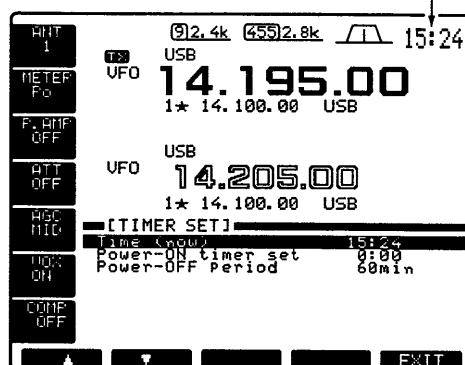 ANT
1
⑨2.4k 4552.8k 15:24
TX USB
VFO 14.195.00
1★ 14.100.00 USB
METER
Po
P.AMP
OFF
USB
VFO 14.205.00
1★ 14.100.00 USB
ATT
OFF
AGC
MID
[TIMER SET]
Time (now) 15:24
Power-ON timer set 0:00
Power-OFF Period 60min
VOX
ON
COMP
OFF
▲ ▼ EXIT